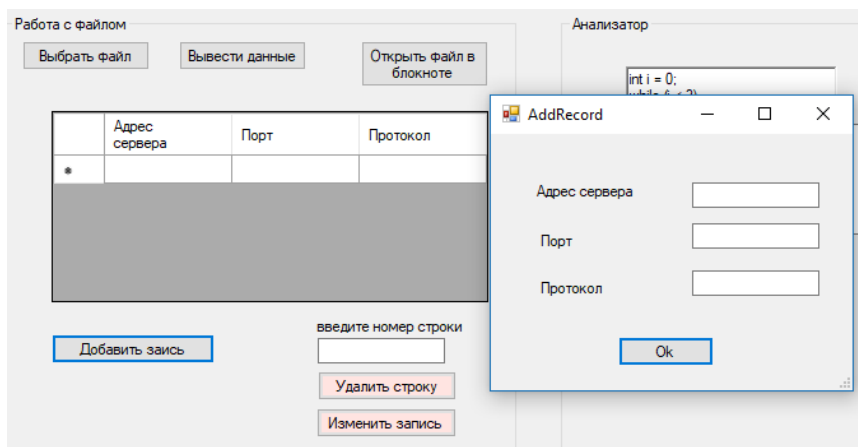 Работа с файлом
Анализатор
Выбрать файл
Вывести данные
Открыть файл в
блокноте
int i = 0;
AddRecord
Адрес
сервера
Порт
Протокол
Адрес сервера
Порт
Протокол
Ok
введите номер строки
Добавить заись
Удалить строку
Изменить запись